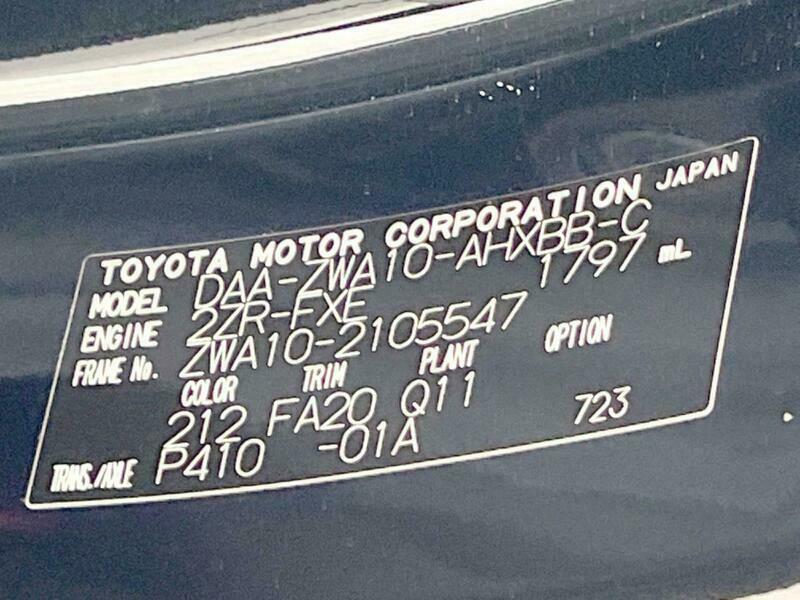 TOYOTA MOTOR CORPORATION JAPAN
MODEL DAA-ZWA10-AHXBB-C
ENGINE 2ZR-FXE 1797 mL
FRAME No. ZWA10-2105547
COLOR TRIM PLANT OPTION
212 FA20 Q11
TRANS./AXLE P410 -01A 723